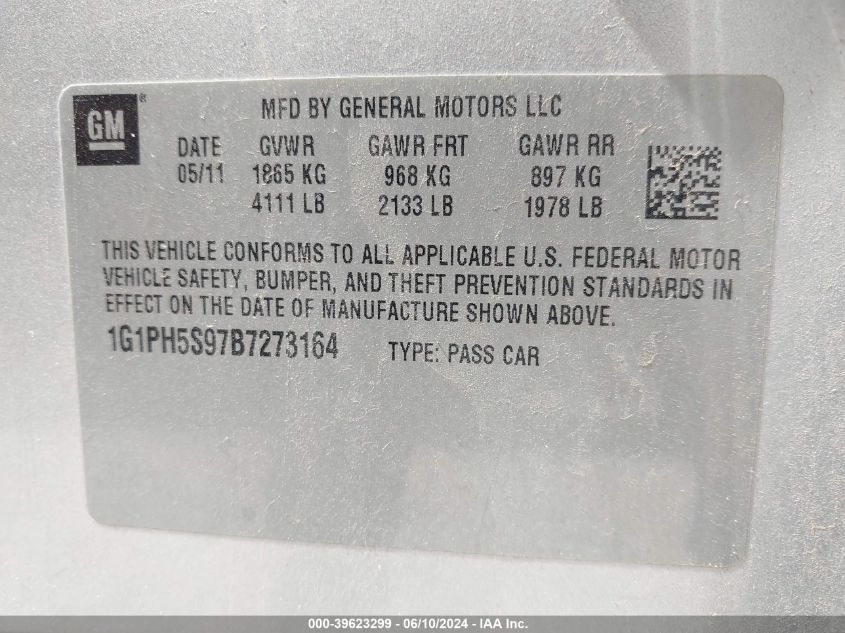 GM ®
MFD BY GENERAL MOTORS LLC
DATE GVWR GAWR FRT GAWR RR
05/11 1865 KG 968 KG 897 KG
4111 LB 2133 LB 1978 LB
THIS VEHICLE CONFORMS TO ALL APPLICABLE U.S. FEDERAL MOTOR
VEHICLE SAFETY, BUMPER, AND THEFT PREVENTION STANDARDS IN
EFFECT ON THE DATE OF MANUFACTURE SHOWN ABOVE.
1G1PH5S97B7273164 TYPE: PASS CAR
000-39623299 - 06/10/2024 - IAA Inc.